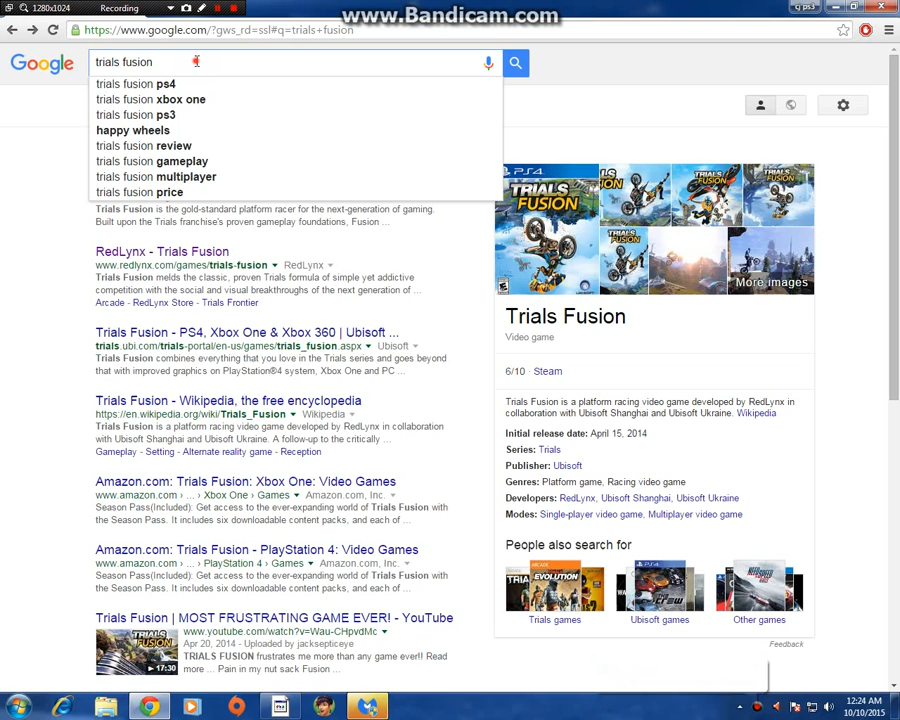 1280x1024
Recording
www.Bandicam.com
cj ps3
https://www.google.com/?gws_rd=ssl#q=trials+fusion
Google
trials fusion
trials fusion ps4
trials fusion xbox one
trials fusion ps3
happy wheels
trials fusion review
trials fusion gameplay
trials fusion multiplayer
trials fusion price
Trials Fusion is the gold-standard platform racer for the next-generation of gaming.
Built upon the Trials franchise's proven gameplay foundations, Fusion ...
RedLynx - Trials Fusion
www.redlynx.com/games/trials-fusion RedLynx
Trials Fusion melds the classic, proven Trials formula of simple yet addictive
competition with the social and visual breakthroughs of the next generation of ...
Arcade - RedLynx Store - Trials Frontier
Trials Fusion - PS4, Xbox One & Xbox 360 | Ubisoft ...
trials.ubi.com/trials-portal/en-us/games/trials_fusion.aspx Ubisoft
Trials Fusion combines everything that you love in the Trials series and goes beyond
that with improved graphics on PlayStation®4 system, Xbox One and PC ...
Trials Fusion - Wikipedia, the free encyclopedia
https://en.wikipedia.org/wiki/Trials_Fusion Wikipedia
Trials Fusion is a platform racing video game developed by RedLynx in collaboration
with Ubisoft Shanghai and Ubisoft Ukraine. A follow-up to the critically ...
Gameplay - Setting - Alternate reality game - Reception
Amazon.com: Trials Fusion: Xbox One: Video Games
www.amazon.com › ... › Xbox One › Games Amazon.com, Inc.
Season Pass(Included): Get access to the ever-expanding world of Trials Fusion with
the Season Pass. It includes six downloadable content packs, and each of ...
Amazon.com: Trials Fusion - PlayStation 4: Video Games
www.amazon.com › ... › PlayStation 4 › Games Amazon.com, Inc.
Season Pass(Included): Get access to the ever-expanding world of Trials Fusion with
the Season Pass. It includes six downloadable content packs, and each of ...
Trials Fusion | MOST FRUSTRATING GAME EVER! - YouTube
www.youtube.com/watch?v=Wau-CHpvdMc
Apr 20, 2014 - Uploaded by jacksepticeye
TRIALS FUSION frustrates me more than any game ever!! Read
more ... Pain in my nut sack Fusion ...
17:30
PS4
TRIALS FUSION
More images
Trials Fusion
Video game
6/10 · Steam
Trials Fusion is a platform racing video game developed by RedLynx in
collaboration with Ubisoft Shanghai and Ubisoft Ukraine. Wikipedia
Initial release date: April 15, 2014
Series: Trials
Publisher: Ubisoft
Genres: Platform game, Racing video game
Developers: RedLynx, Ubisoft Shanghai, Ubisoft Ukraine
Modes: Single-player video game, Multiplayer video game
People also search for
EVOLUTION
Trials games
Ubisoft games
Other games
Feedback
12:24 AM
10/10/2015